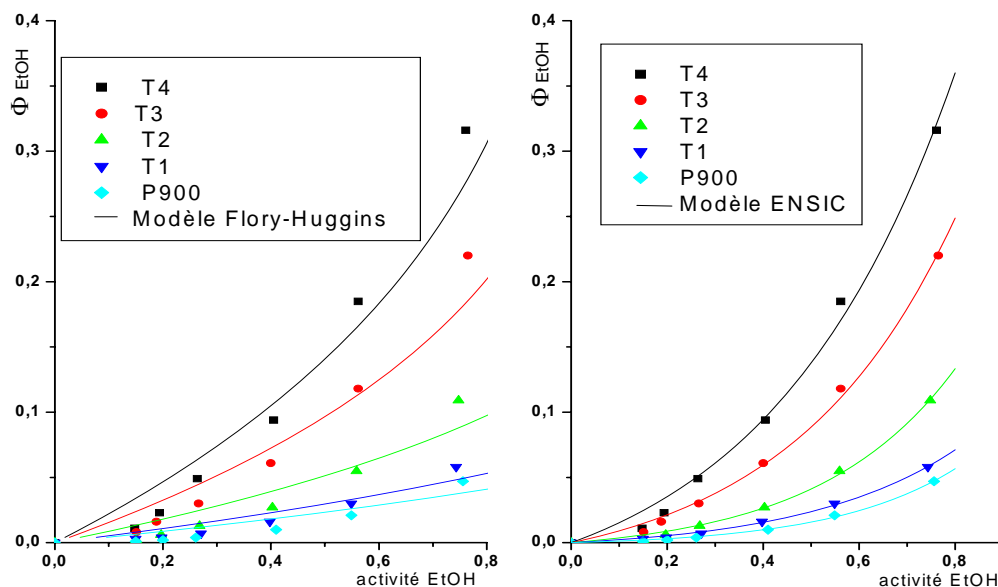 0,4
0,3
0,2
0,1
0,0
Φ EtOH
T4
T3
T2
T1
P900
Modèle Flory-Huggins
0,0 0,2 0,4 0,6 0,8
activité EtOH
0,4
0,3
0,2
0,1
0,0
Φ EtOH
T4
T3
T2
T1
P900
Modèle ENSIC
0,0 0,2 0,4 0,6 0,8
activité EtOH